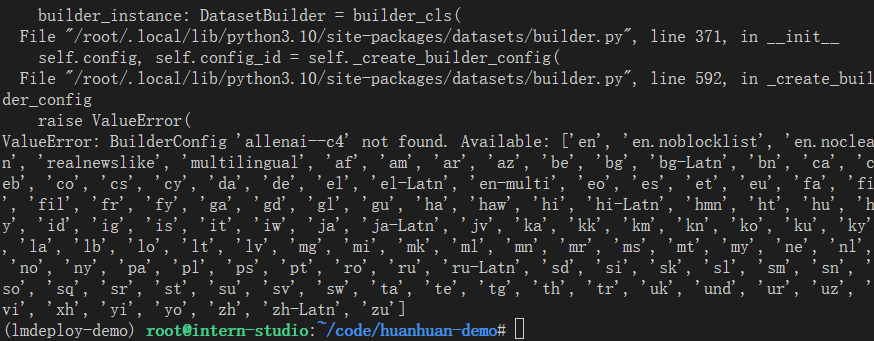 builder_instance: DatasetBuilder = builder_cls(
  File "/root/.local/lib/python3.10/site-packages/datasets/builder.py", line 371, in __init__
    self.config, self.config_id = self._create_builder_config(
  File "/root/.local/lib/python3.10/site-packages/datasets/builder.py", line 592, in _create_buil
der_config
    raise ValueError(
ValueError: BuilderConfig 'allenai--c4' not found. Available: ['en', 'en.noblocklist', 'en.noclea
n', 'realnewslike', 'multilingual', 'af', 'am', 'ar', 'az', 'be', 'bg', 'bg-Latn', 'bn', 'ca', 'c
eb', 'co', 'cs', 'cy', 'da', 'de', 'el', 'el-Latn', 'en-multi', 'eo', 'es', 'et', 'eu', 'fa', 'fi
', 'fil', 'fr', 'fy', 'ga', 'gd', 'gl', 'gu', 'ha', 'haw', 'hi', 'hi-Latn', 'hmn', 'ht', 'hu', 'h
y', 'id', 'ig', 'is', 'it', 'iw', 'ja', 'ja-Latn', 'jv', 'ka', 'kk', 'km', 'kn', 'ko', 'ku', 'ky'
, 'la', 'lb', 'lo', 'lt', 'lv', 'mg', 'mi', 'mk', 'ml', 'mn', 'mr', 'ms', 'mt', 'my', 'ne', 'nl',
 'no', 'ny', 'pa', 'pl', 'ps', 'pt', 'ro', 'ru', 'ru-Latn', 'sd', 'si', 'sk', 'sl', 'sm', 'sn', '
so', 'sq', 'sr', 'st', 'su', 'sv', 'sw', 'ta', 'te', 'tg', 'th', 'tr', 'uk', 'und', 'ur', 'uz', '
vi', 'xh', 'yi', 'yo', 'zh', 'zh-Latn', 'zu']
(lmdeploy-demo) root@intern-studio:~/code/huanhuan-demo#